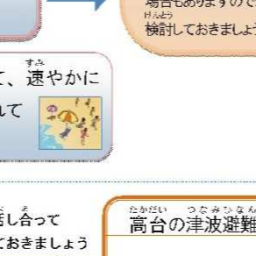 場合もありますので
けんとう
検討しておきましょう
すみ
て、速やかに
れて
話し合って
ておきましょう
たかだい つなみひなん
高台の津波避難